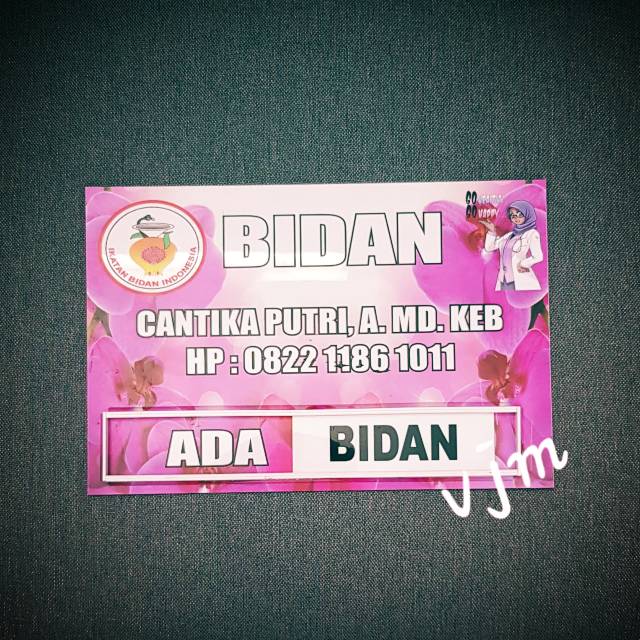 BIDAN
IKATAN BIDAN INDONESIA
CANTIKA PUTRI, A. MD. KEB
HP : 0822 1186 1011
ADA BIDAN
vjm